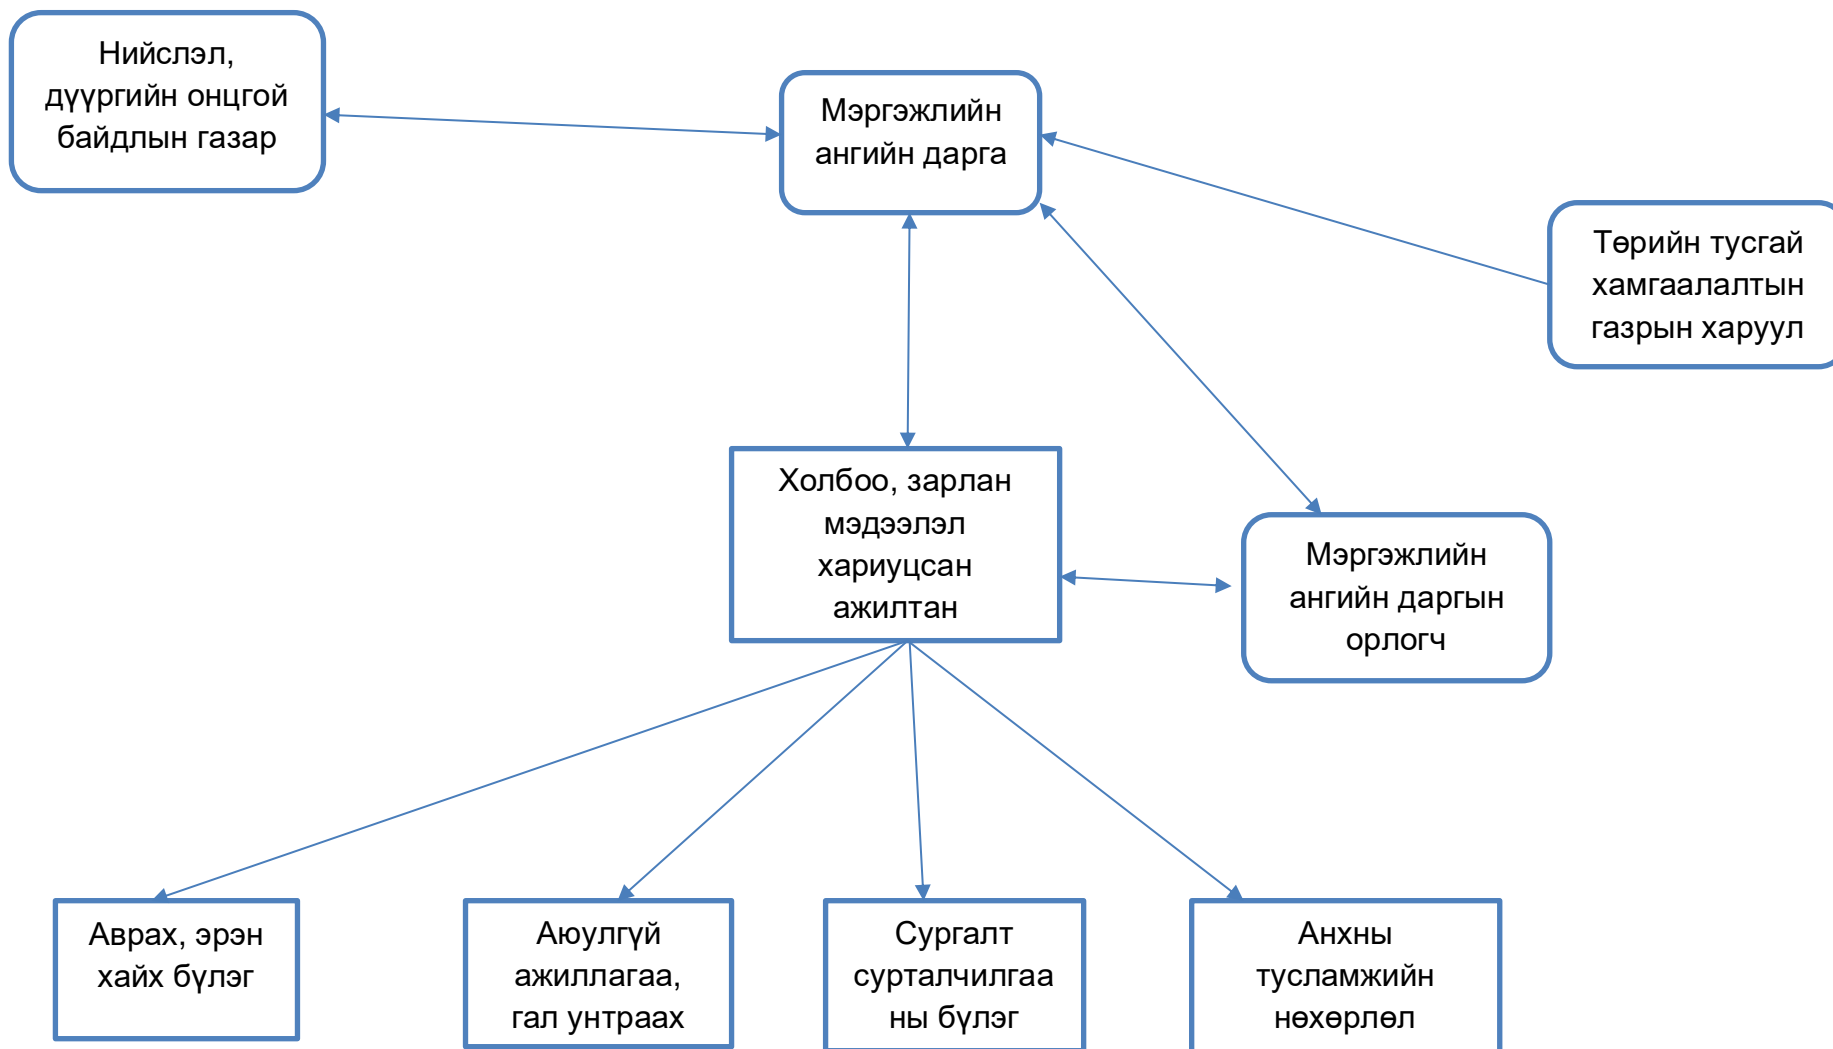 Нийслэл,
дүүргийн онцгой
байдлын газар
Мэргэжлийн
ангийн дарга
Төрийн тусгай
хамгаалалтын
газрын харуул
Холбоо, зарлан
мэдээлэл
хариуцсан
ажилтан
Мэргэжлийн
ангийн даргын
орлогч
Аврах, эрэн
хайх бүлэг
Аюулгүй
ажиллагаа,
гал унтраах
Сургалт
сурталчилгаа
ны бүлэг
Анхны
тусламжийн
нөхөрлөл